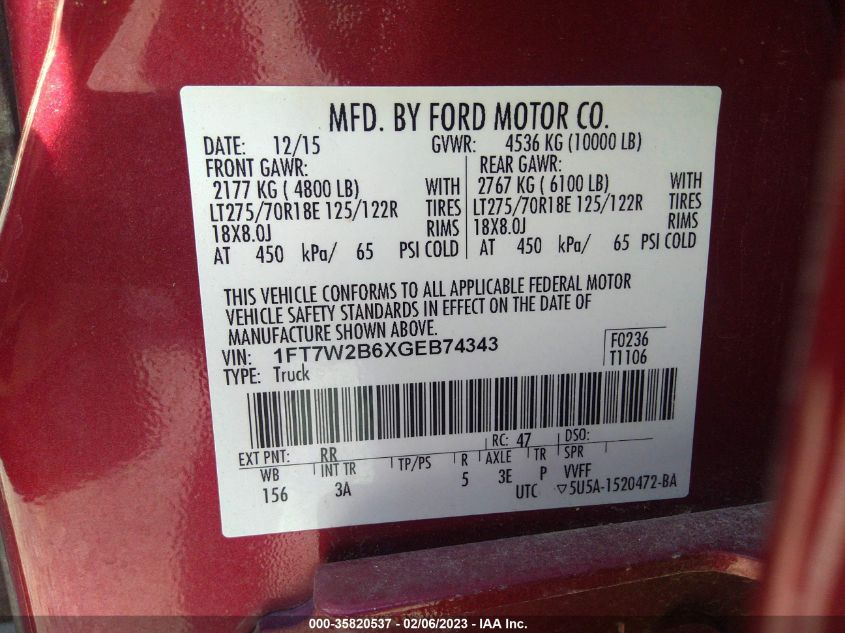 MFD. BY FORD MOTOR CO.
DATE: 12/15 GVWR: 4536 KG (10000 LB)
FRONT GAWR: REAR GAWR:
2177 KG ( 4800 LB) WITH 2767 KG ( 6100 LB) WITH
LT275/70R18E 125/122R TIRES LT275/70R18E 125/122R TIRES
18X8.0J RIMS 18X8.0J RIMS
AT 450 kPa/ 65 PSI COLD AT 450 kPa/ 65 PSI COLD
THIS VEHICLE CONFORMS TO ALL APPLICABLE FEDERAL MOTOR
VEHICLE SAFETY STANDARDS IN EFFECT ON THE DATE OF
MANUFACTURE SHOWN ABOVE.
VIN: 1FT7W2B6XGEB74343 F0236
TYPE: Truck T1106
EXT PNT: RR RC: 47 DSO:
WB INT TR TP/PS R AXLE TR SPR
156 3A 5 3E P VVFF
UTC ▽5U5A-1520472-BA
000-35820537 - 02/06/2023 - IAA Inc.